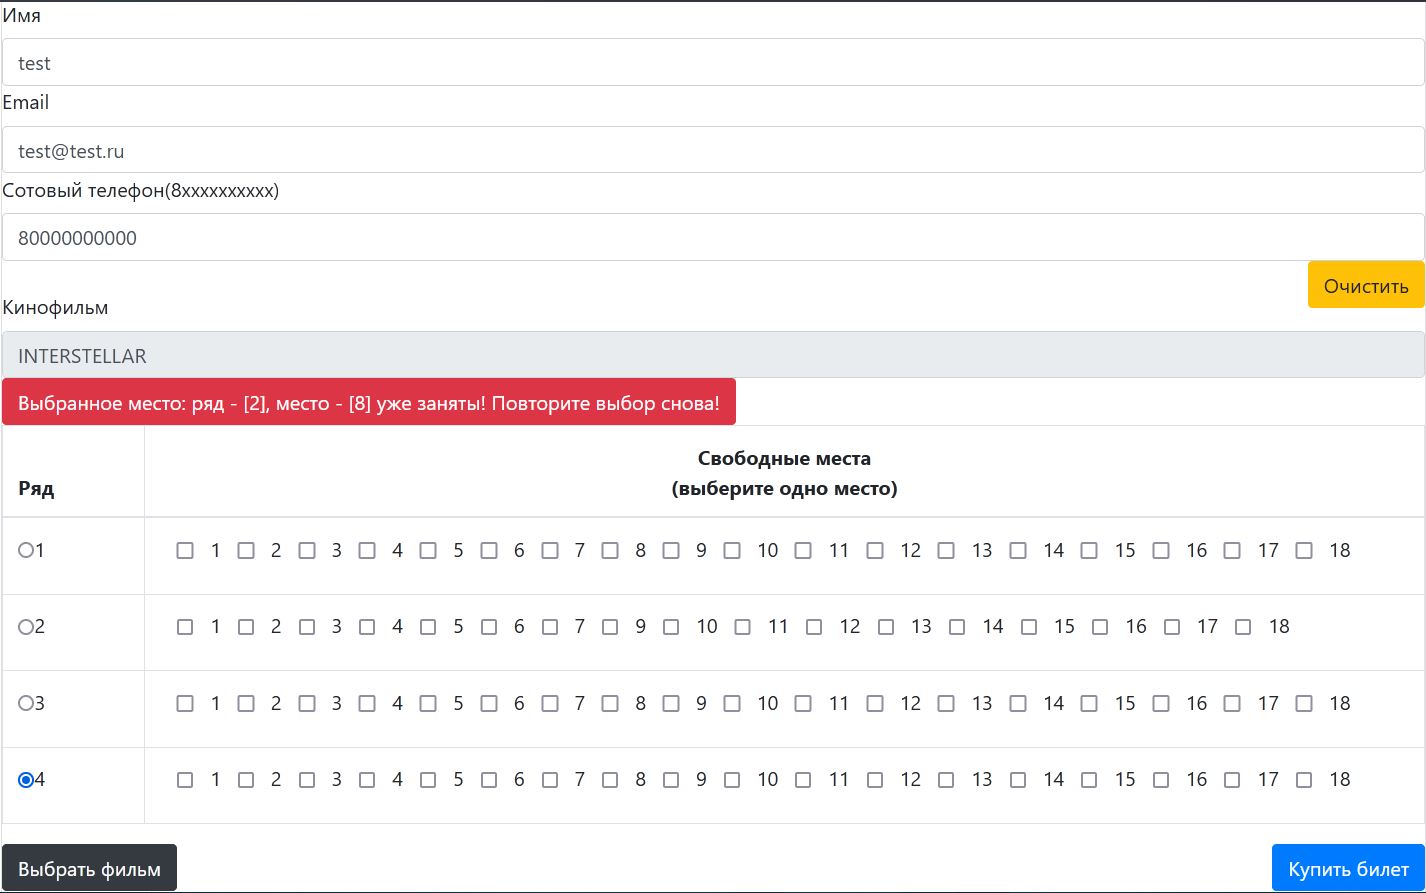 Имя
test
Email
test@test.ru
Сотовый телефон(8xxxxxxxxxx)
80000000000
Очистить
Кинофильм
INTERSTELLAR
Выбранное место: ряд - [2], место - [8] уже заняты! Повторите выбор снова!
Свободные места
Ряд (выберите одно место)
1 1 2 3 4 5 6 7 8 9 10 11 12 13 14 15 16 17 18
2 1 2 3 4 5 6 7 9 10 11 12 13 14 15 16 17 18
3 1 2 3 4 5 6 7 8 9 10 11 12 13 14 15 16 17 18
4 1 2 3 4 5 6 7 8 9 10 11 12 13 14 15 16 17 18
Выбрать фильм Купить билет